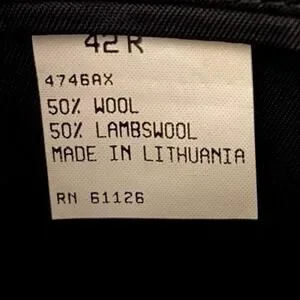 42R
4746AX
50% WOOL
50% LAMBSWOOL
MADE IN LITHUANIA
RN 61126